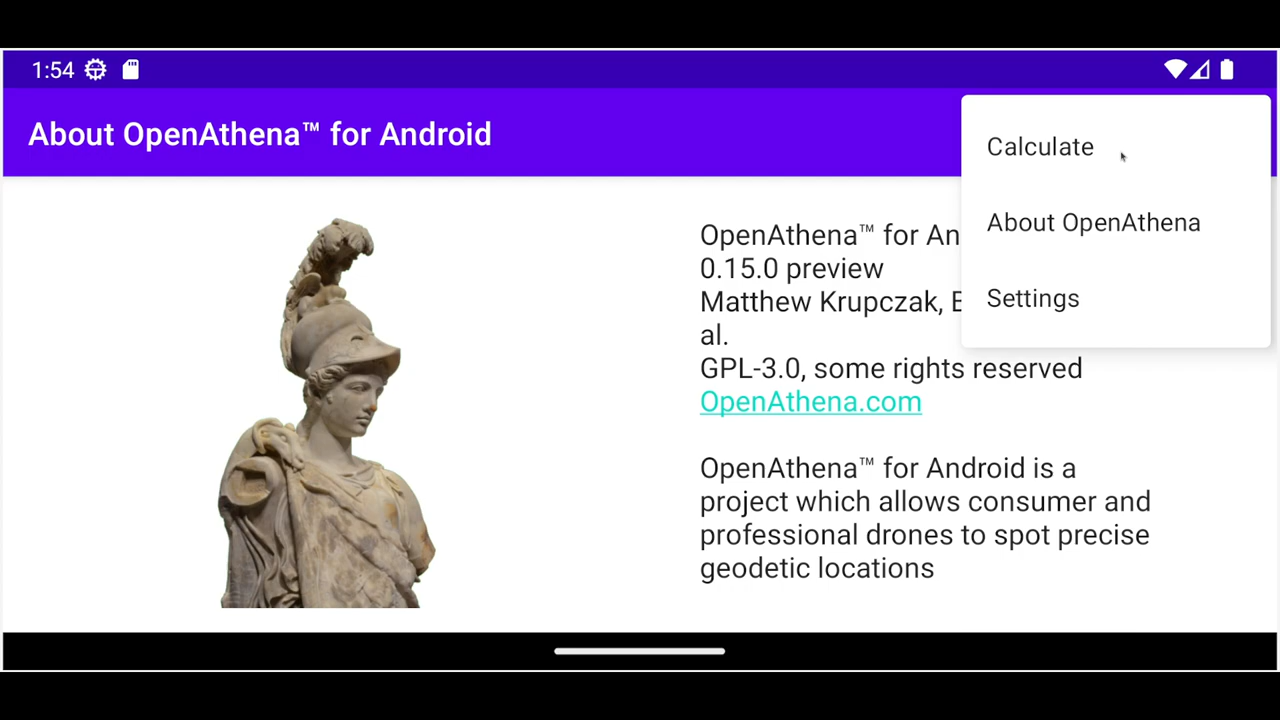 1:54
About OpenAthena™ for Android
Calculate
About OpenAthena
Settings
OpenAthena™ for An
0.15.0 preview
Matthew Krupczak,
al.
GPL-3.0, some rights reserved
OpenAthena.com
OpenAthena™ for Android is a
project which allows consumer and
professional drones to spot precise
geodetic locations